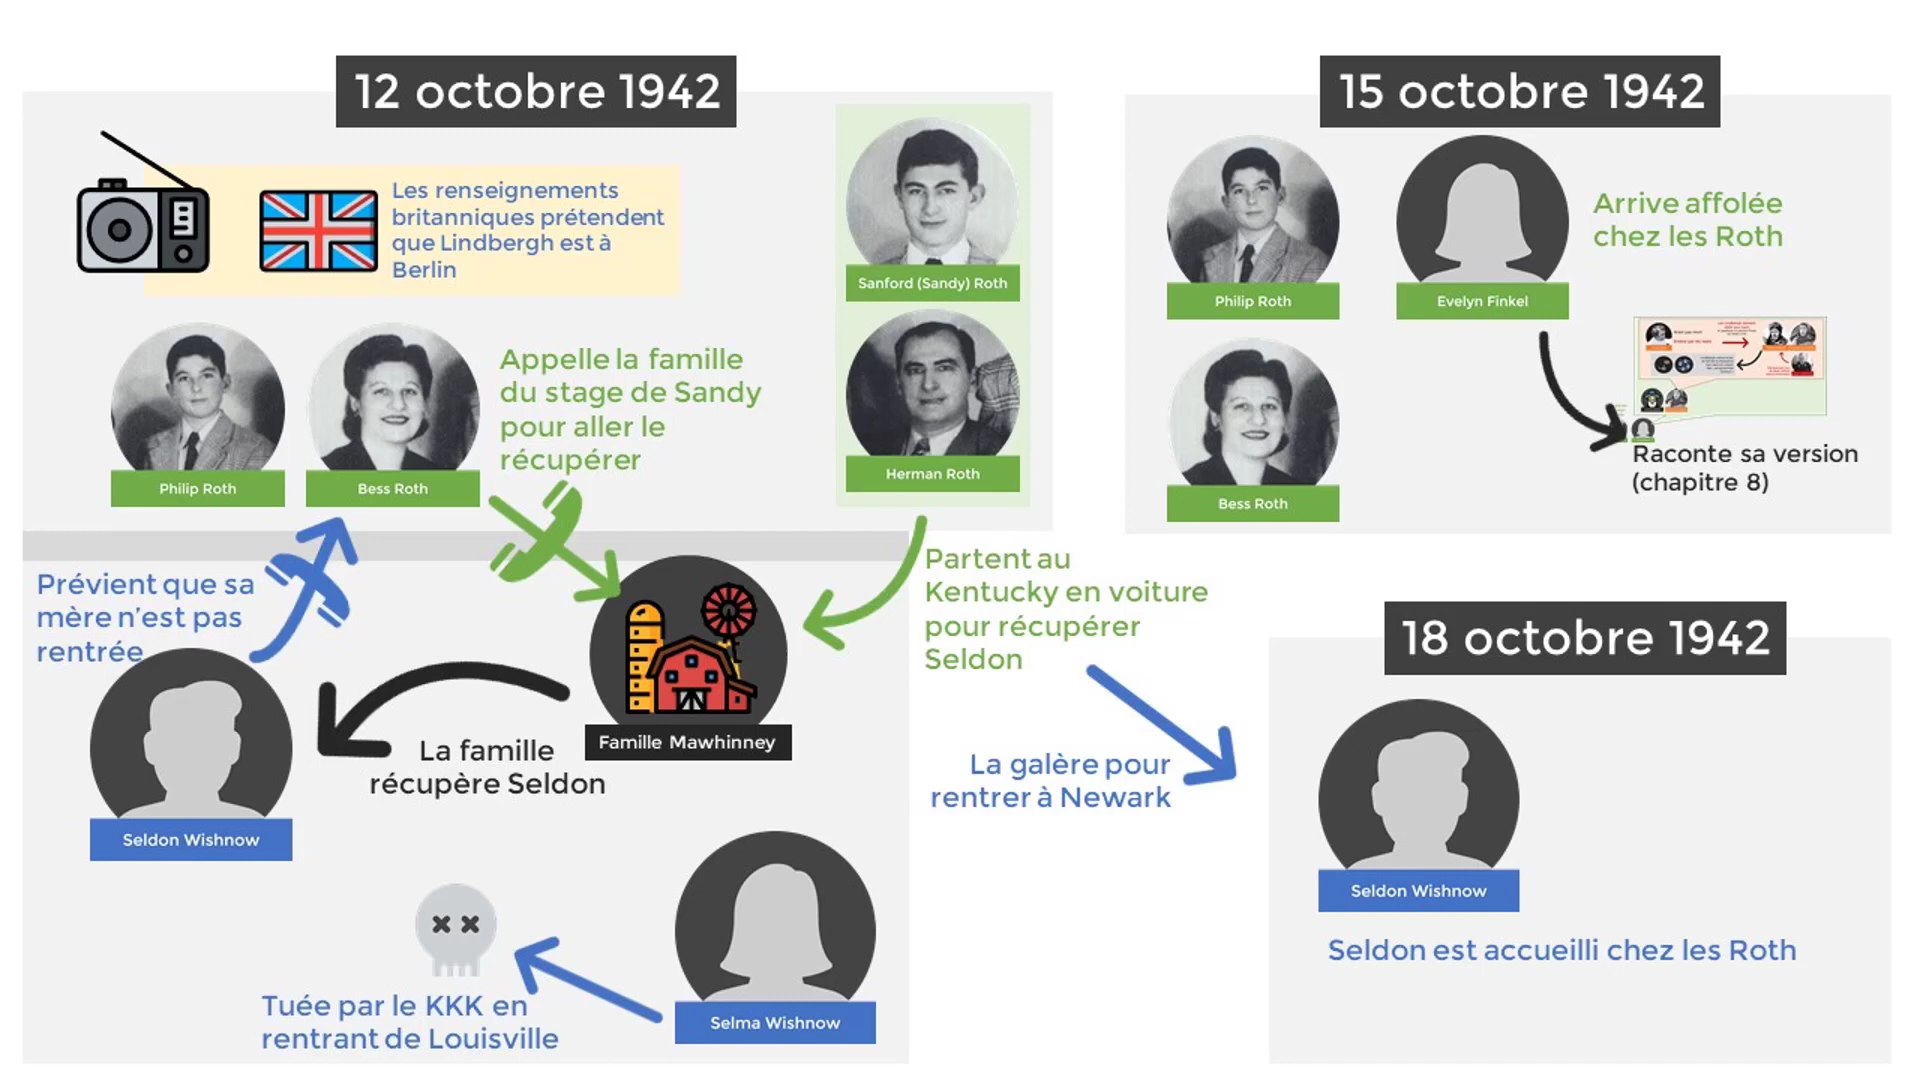 12 octobre 1942
Les renseignements
britanniques prétendent
que Lindbergh est à
Berlin
Sanford (Sandy) Roth
Herman Roth
Philip Roth
Bess Roth
Appelle la famille
du stage de Sandy
pour aller le
récupérer
Prévient que sa
mère n'est pas
rentrée
Famille Mawhinney
La famille
récupère Seldon
Seldon Wishnow
Tuée par le KKK en
rentrant de Louisville
Selma Wishnow
Partent au
Kentucky en voiture
pour récupérer
Seldon
La galère pour
rentrer à Newark
15 octobre 1942
Philip Roth
Evelyn Finkel
Arrive affolée
chez les Roth
Bess Roth
Raconte sa version
(chapitre 8)
18 octobre 1942
Seldon Wishnow
Seldon est accueilli chez les Roth